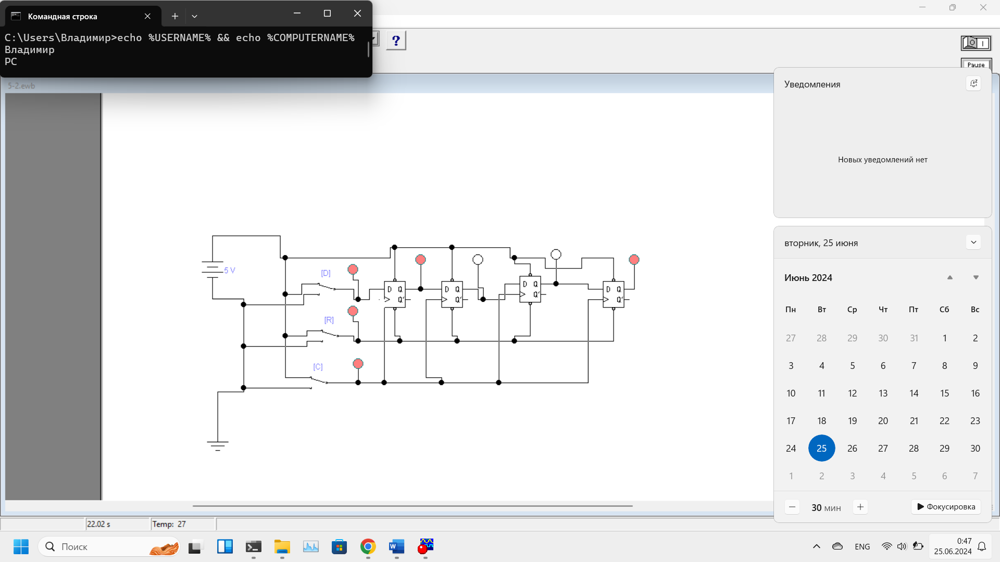 Командная строка
C:\Users\Владимир>echo %USERNAME% && echo %COMPUTERNAME%
Владимир
PC
?
O I
Pause
5-2.ewb
5 V
[D]
[R]
[C]
D Q
Q'
D Q
Q'
D Q
Q'
D Q
Q'
Уведомления
Новых уведомлений нет
вторник, 25 июня
Июнь 2024
Пн Вт Ср Чт Пт Сб Вс
27 28 29 30 31 1 2
3 4 5 6 7 8 9
10 11 12 13 14 15 16
17 18 19 20 21 22 23
24 25 26 27 28 29 30
1 2 3 4 5 6 7
30 мин
Фокусировка
22.02 s
Temp: 27
Поиск
ENG
0:47
25.06.2024